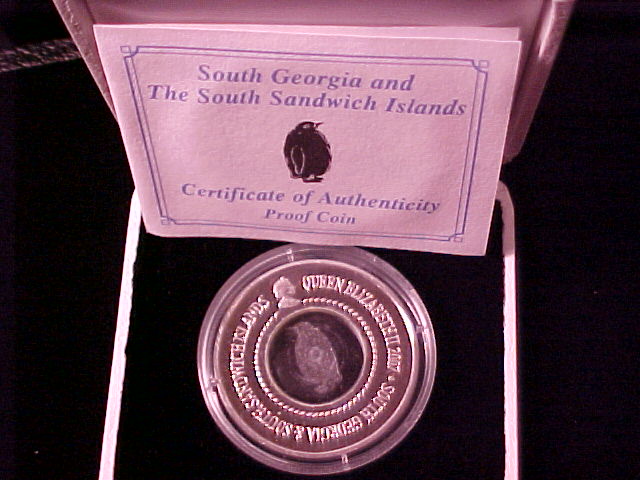 South Georgia and
The South Sandwich Islands
Certificate of Authenticity
Proof Coin
QUEEN ELIZABETH II 2001 • SOUTH GEORGIA & SOUTH SANDWICH ISLANDS